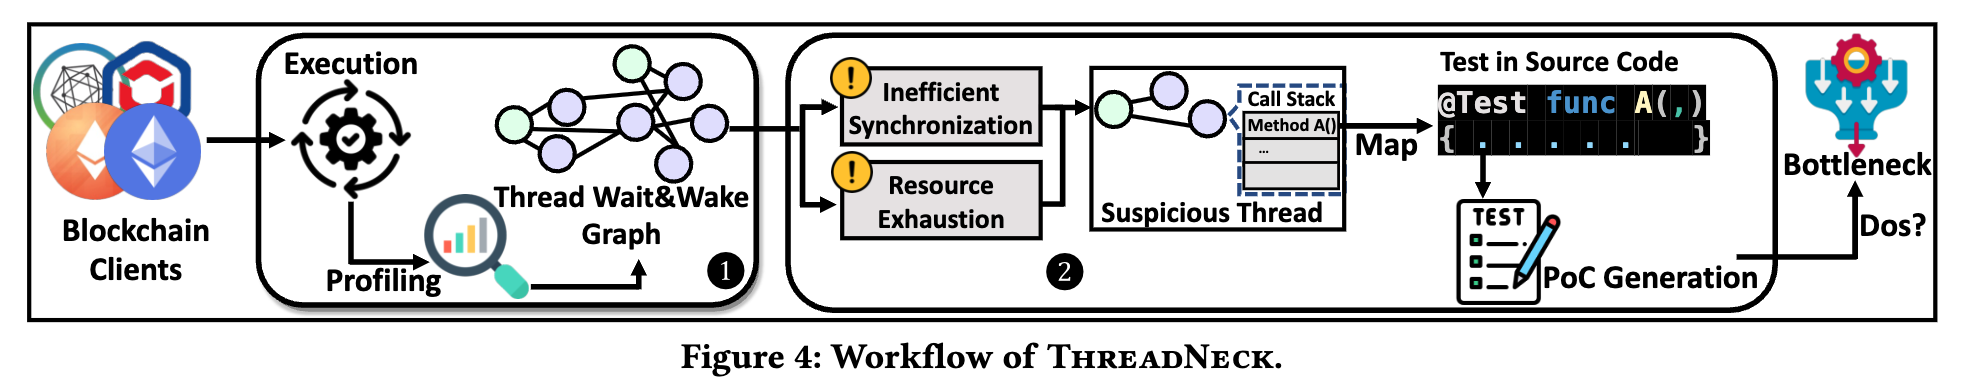 Blockchain
Clients
Execution
Profiling
Thread Wait&Wake
Graph
1
!
Inefficient
Synchronization
!
Resource
Exhaustion
2
Call Stack
Method A()
...
Suspicious Thread
Map
Test in Source Code
@Test func A(,)
{ . . . . . }
TEST
PoC Generation
Bottleneck
Dos?
Figure 4: Workflow of THREADNECK.